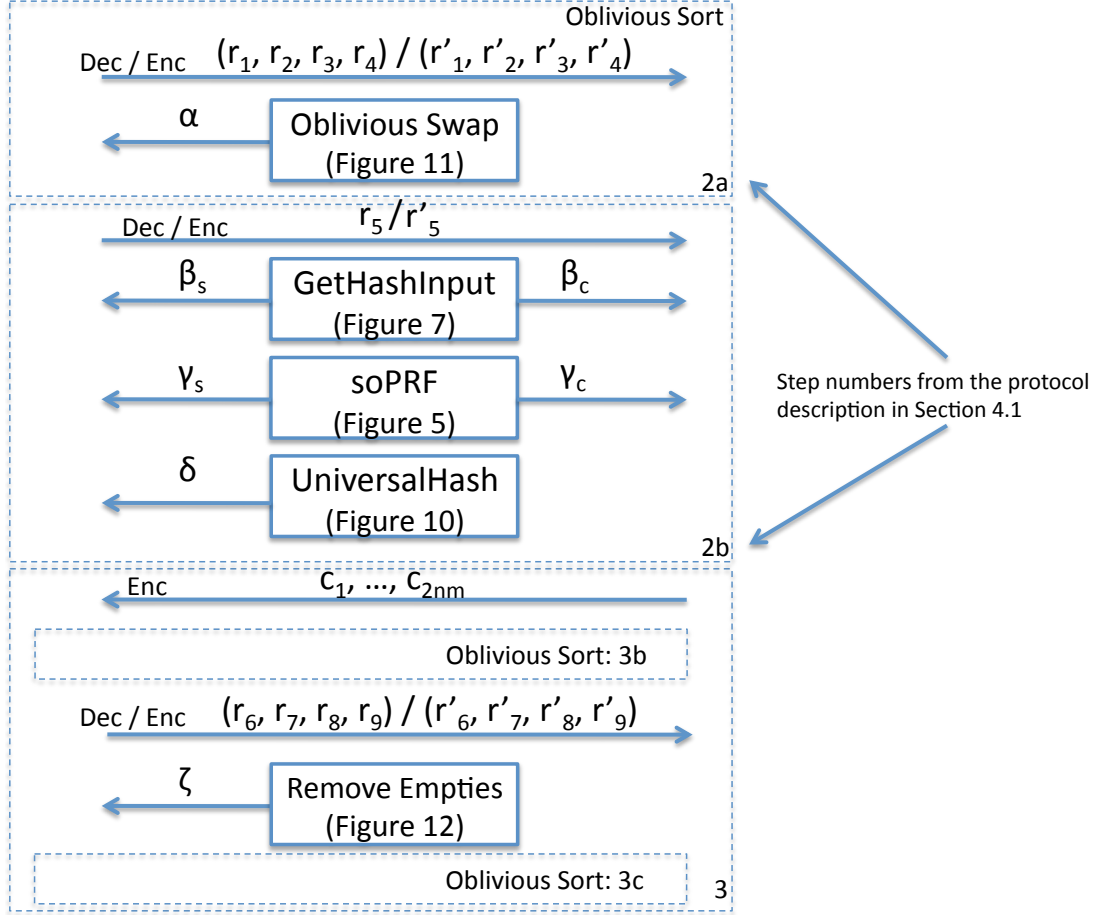 Oblivious Sort
Dec / Enc (r₁, r₂, r₃, r₄) / (r'₁, r'₂, r'₃, r'₄)
α
Oblivious Swap
(Figure 11)
2a
Dec / Enc r₅/r'₅
βₛ GetHashInput β꜀
(Figure 7)
γₛ soPRF γ꜀
(Figure 5)
δ UniversalHash
(Figure 10)
2b
Step numbers from the protocol
description in Section 4.1
Enc c₁, …, c₂ₙₘ
Oblivious Sort: 3b
Dec / Enc (r₆, r₇, r₈, r₉) / (r'₆, r'₇, r'₈, r'₉)
ζ
Remove Empties
(Figure 12)
Oblivious Sort: 3c
3